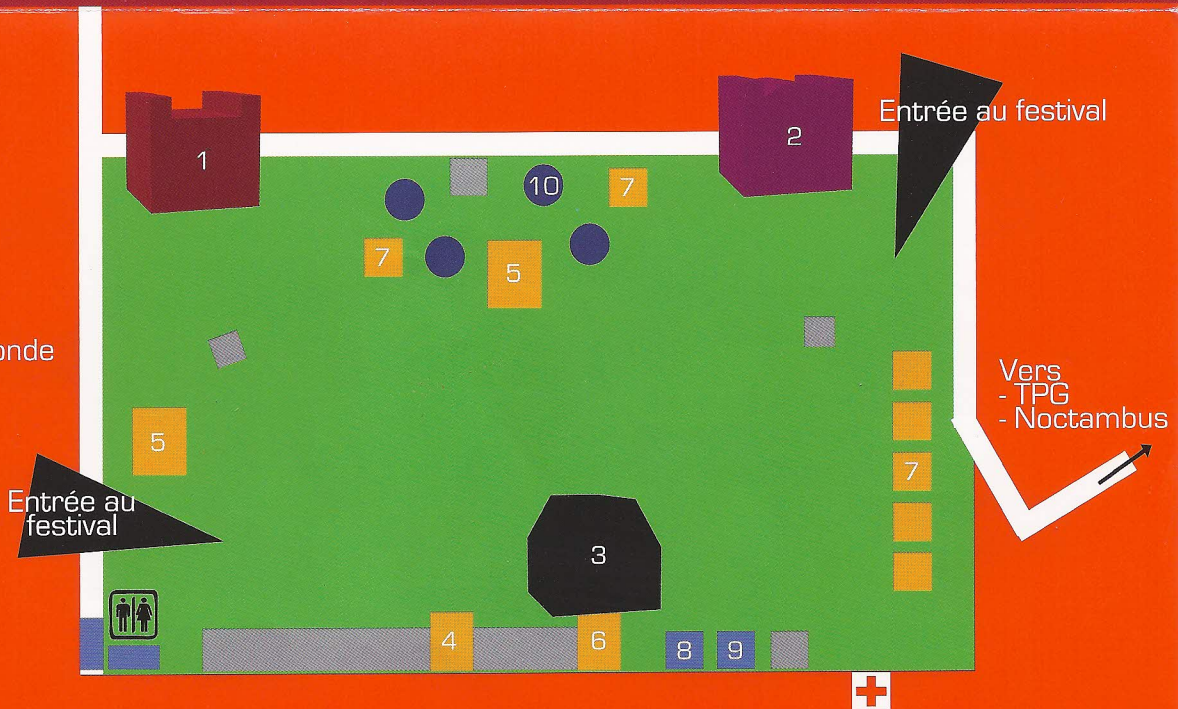 Entrée au festival
1
2
10
7
7
5
onde
Vers
- TPG
- Noctambus
5
7
Entrée au
festival
3
4
6
8
9